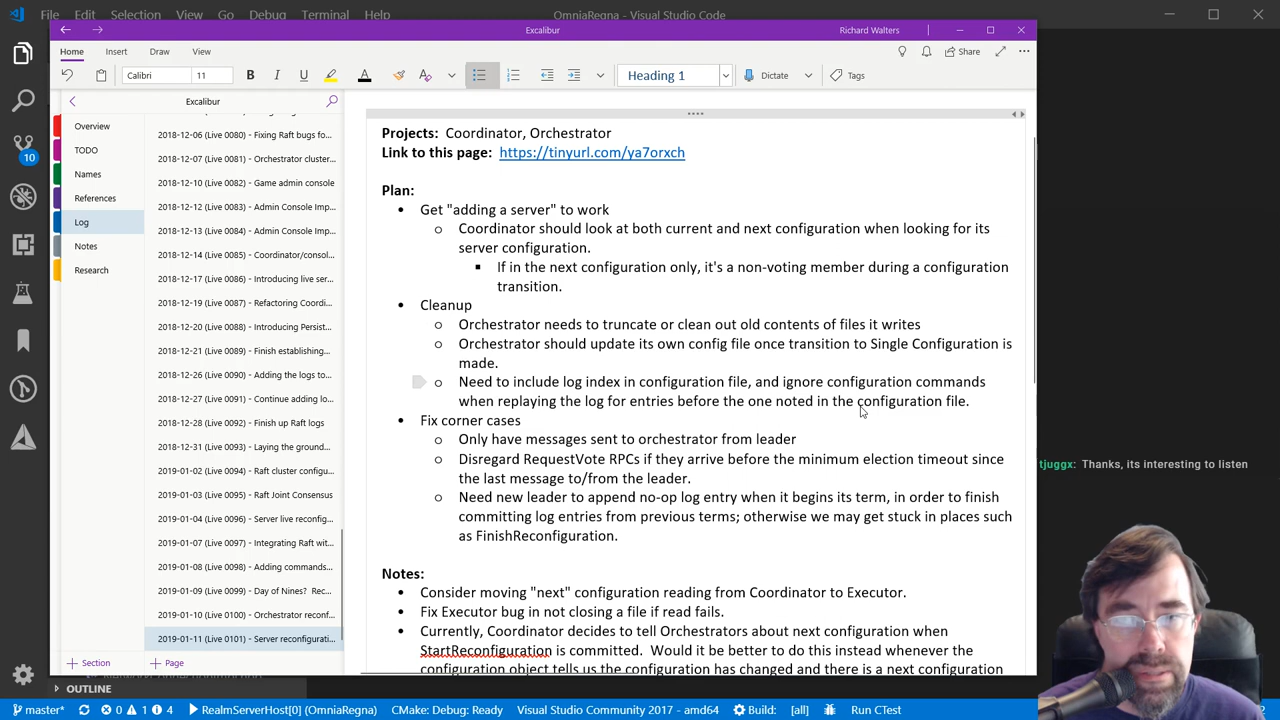 File Edit Selection View Go Debug Terminal Help
OmniaRegna - Visual Studio Code
Excalibur
Richard Walters
Home Insert Draw View
Share
Calibri 11 B I U A A Heading 1 Dictate Tags
Excalibur
Overview
TODO
Names
References
Log
Notes
Research
2018-12-06 (Live 0080) - Fixing Raft bugs fo...
2018-12-07 (Live 0081) - Orchestrator cluster...
2018-12-10 (Live 0082) - Game admin console
2018-12-12 (Live 0083) - Admin Console Imp...
2018-12-13 (Live 0084) - Admin Console Imp...
2018-12-14 (Live 0085) - Coordinator/consol...
2018-12-17 (Live 0086) - Introducing live ser...
2018-12-19 (Live 0087) - Refactoring Coordi...
2018-12-20 (Live 0088) - Introducing Persist...
2018-12-21 (Live 0089) - Finish establishing...
2018-12-26 (Live 0090) - Adding the logs to...
2018-12-27 (Live 0091) - Continue adding lo...
2018-12-28 (Live 0092) - Finish up Raft logs
2018-12-31 (Live 0093) - Laying the ground...
2019-01-02 (Live 0094) - Raft cluster configu...
2019-01-03 (Live 0095) - Raft Joint Consensus
2019-01-04 (Live 0096) - Server live reconfig...
2019-01-07 (Live 0097) - Integrating Raft wit...
2019-01-08 (Live 0098) - Adding commands...
2019-01-09 (Live 0099) - Day of Nines? Rec...
2019-01-10 (Live 0100) - Orchestrator reconf...
2019-01-11 (Live 0101) - Server reconfigurati...
Section
Page
Projects: Coordinator, Orchestrator
Link to this page: https://tinyurl.com/ya7orxch
Plan:
Get "adding a server" to work
Coordinator should look at both current and next configuration when looking for its
server configuration.
If in the next configuration only, it's a non-voting member during a configuration
transition.
Cleanup
Orchestrator needs to truncate or clean out old contents of files it writes
Orchestrator should update its own config file once transition to Single Configuration is
made.
Need to include log index in configuration file, and ignore configuration commands
when replaying the log for entries before the one noted in the configuration file.
Fix corner cases
Only have messages sent to orchestrator from leader
Disregard RequestVote RPCs if they arrive before the minimum election timeout since
the last message to/from the leader.
Need new leader to append no-op log entry when it begins its term, in order to finish
committing log entries from previous terms; otherwise we may get stuck in places such
as FinishReconfiguration.
Notes:
Consider moving "next" configuration reading from Coordinator to Executor.
Fix Executor bug in not closing a file if read fails.
Currently, Coordinator decides to tell Orchestrators about next configuration when
StartReconfiguration is committed. Would it be better to do this instead whenever the
configuration object tells us the configuration has changed and there is a next configuration
tjuggx: Thanks, its interesting to listen
10
OUTLINE
master* 0 1 4 RealmServerHost[0] (OmniaRegna) CMake: Debug: Ready Visual Studio Community 2017 - amd64 Build: [all] Run CTest